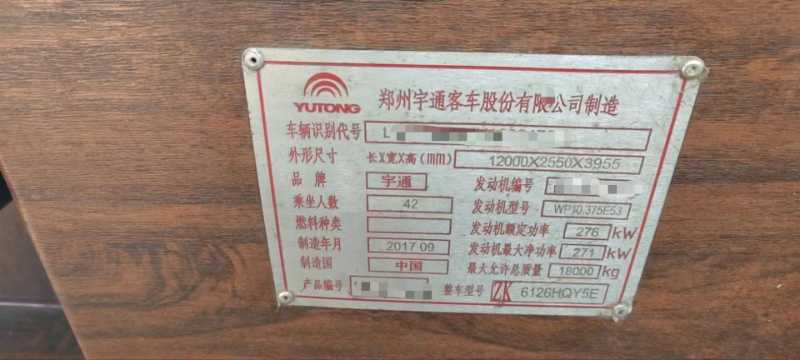 YUTONG 郑州宇通客车股份有限公司制造
车辆识别代号 L
外形尺寸 长X宽X高(mm) 12000X2550X3955
品牌 宇通 发动机编号
乘坐人数 42 发动机型号 WP10.375E53
燃料种类 发动机额定功率 276 kW
制造年月 2017 09 发动机最大净功率 271 kW
制造国 中国 最大允许总质量 18000 kg
产品编号 整车型号 ZK 6126HQY5E